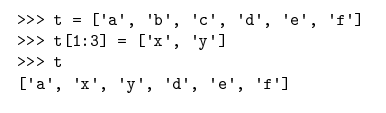 >>> t = ['a', 'b', 'c', 'd', 'e', 'f']
>>> t[1:3] = ['x', 'y']
>>> t
['a', 'x', 'y', 'd', 'e', 'f']